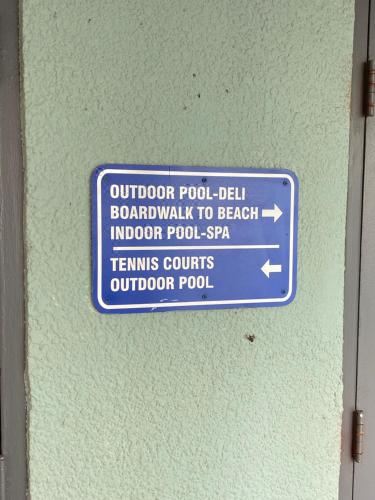 OUTDOOR POOL-DELI
BOARDWALK TO BEACH →
INDOOR POOL-SPA
TENNIS COURTS ←
OUTDOOR POOL